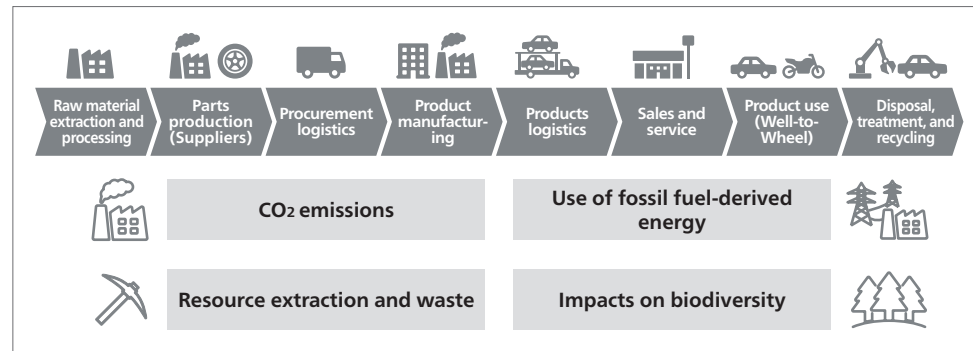 Raw material
extraction and
processing
Parts
production
(Suppliers)
Procurement
logistics
Product
manufactur-
ing
Products
logistics
Sales and
service
Product use
(Well-to-
Wheel)
Disposal,
treatment, and
recycling
CO2 emissions
Use of fossil fuel-derived
energy
Resource extraction and waste
Impacts on biodiversity